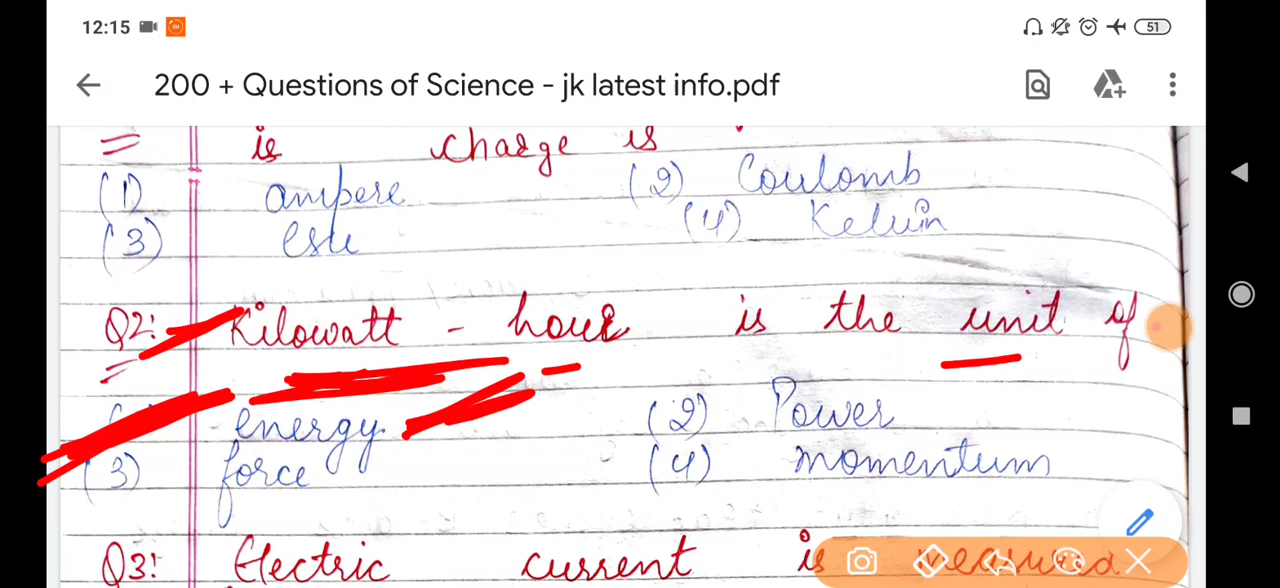 12:15 51
200 + Questions of Science - jk latest info.pdf
is charge is
(1) ampere (2) Coulomb
(3) esu (4) Kelvin
Q2: Kilowatt - hour is the unit of
energy (2) Power
(3) force (4) momentum
Q3: Electric current is measured